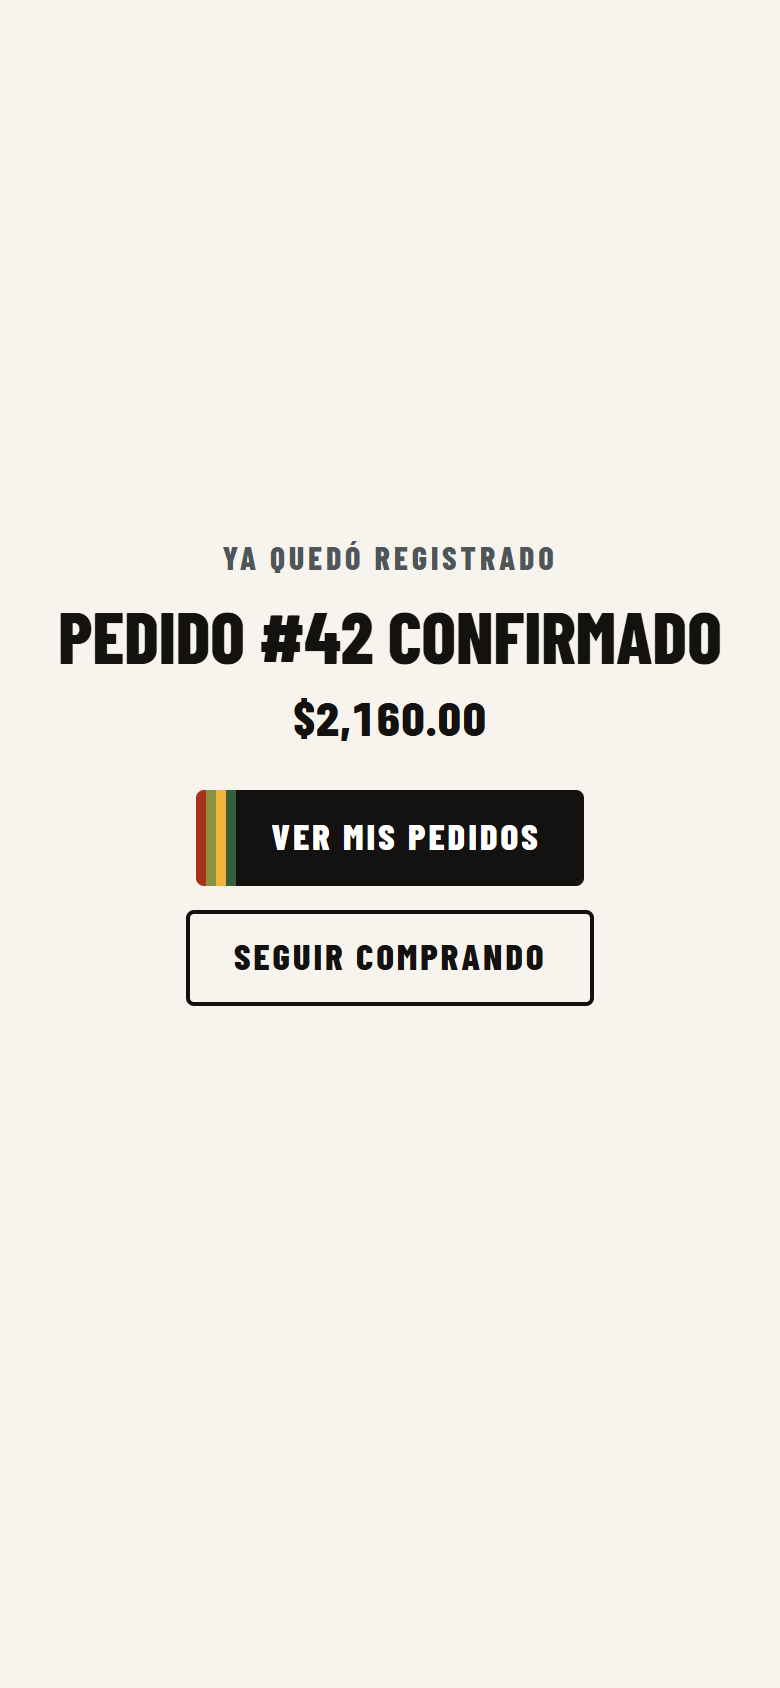 YA QUEDÓ REGISTRADO
PEDIDO #42 CONFIRMADO
$2,160.00
VER MIS PEDIDOS
SEGUIR COMPRANDO